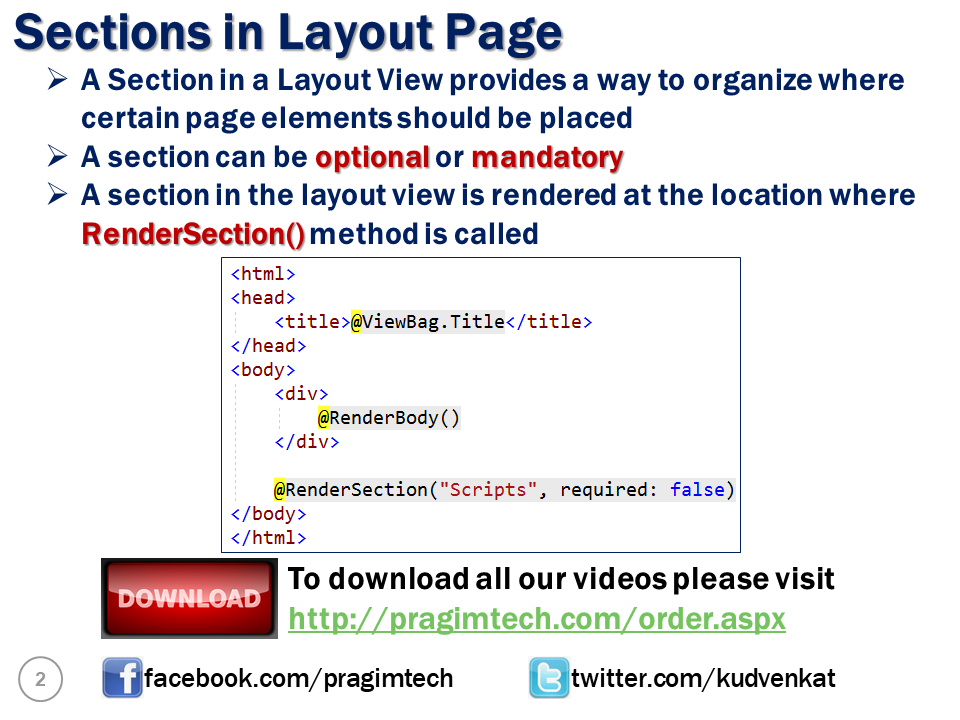 Sections in Layout Page
➢ A Section in a Layout View provides a way to organize where
certain page elements should be placed
➢ A section can be optional or mandatory
➢ A section in the layout view is rendered at the location where
RenderSection() method is called
<html>
<head>
    <title>@ViewBag.Title</title>
</head>
<body>
    <div>
        @RenderBody()
    </div>

    @RenderSection("Scripts", required: false)
</body>
</html>
DOWNLOAD
To download all our videos please visit
http://pragimtech.com/order.aspx
2
facebook.com/pragimtech
twitter.com/kudvenkat